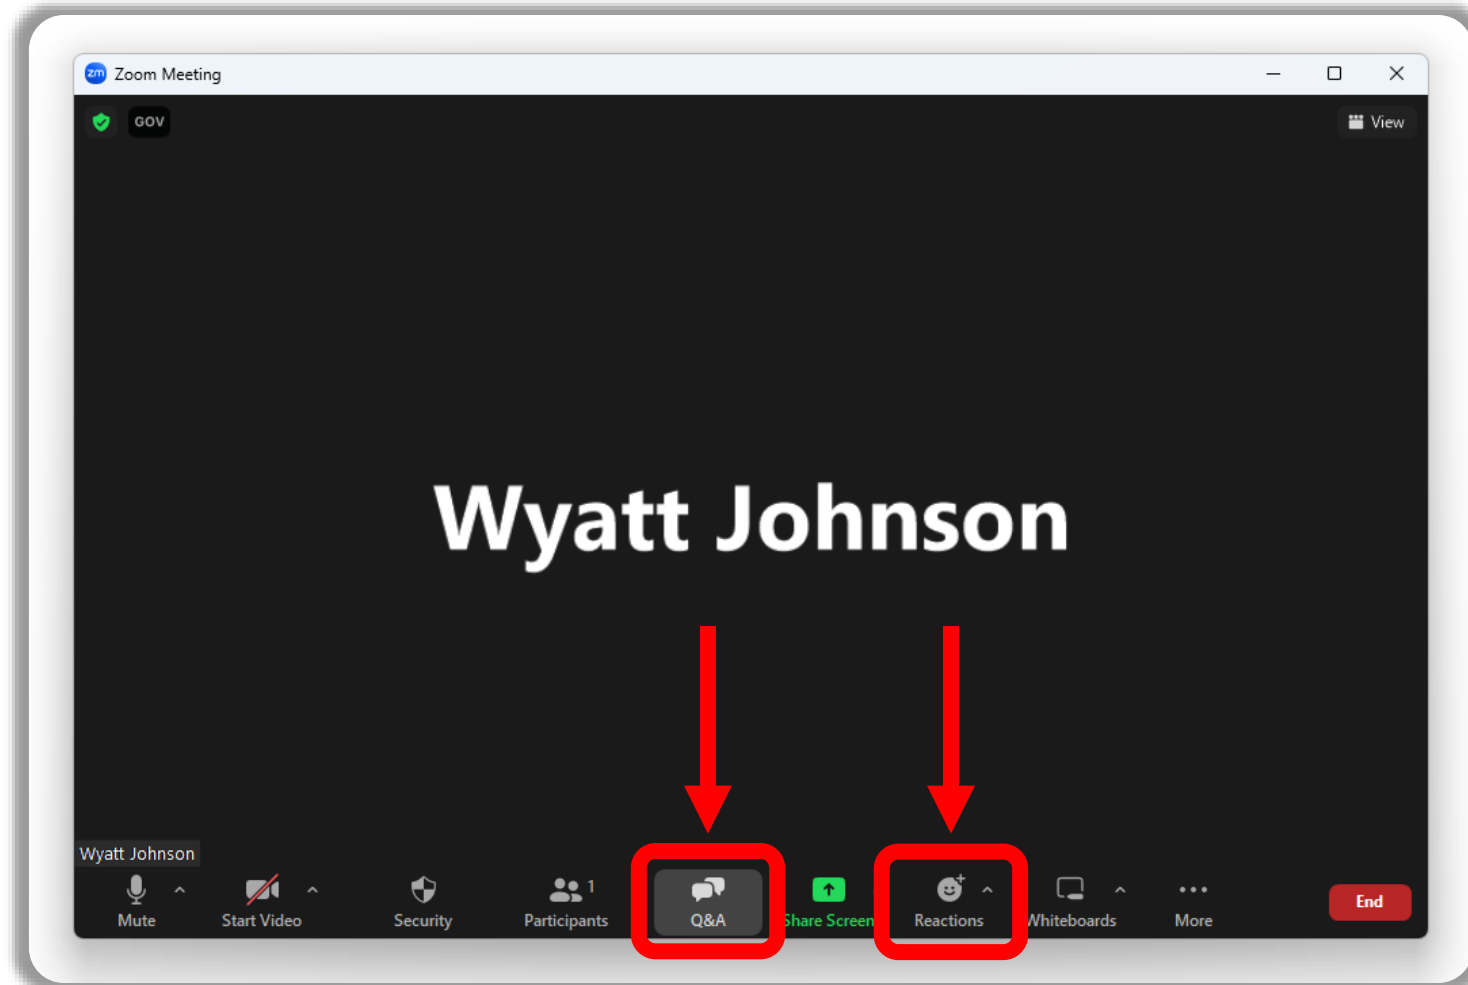 zm Zoom Meeting
GOV
View
Wyatt Johnson
Wyatt Johnson
1
Mute Start Video Security Participants Q&A Share Screen Reactions Whiteboards More End